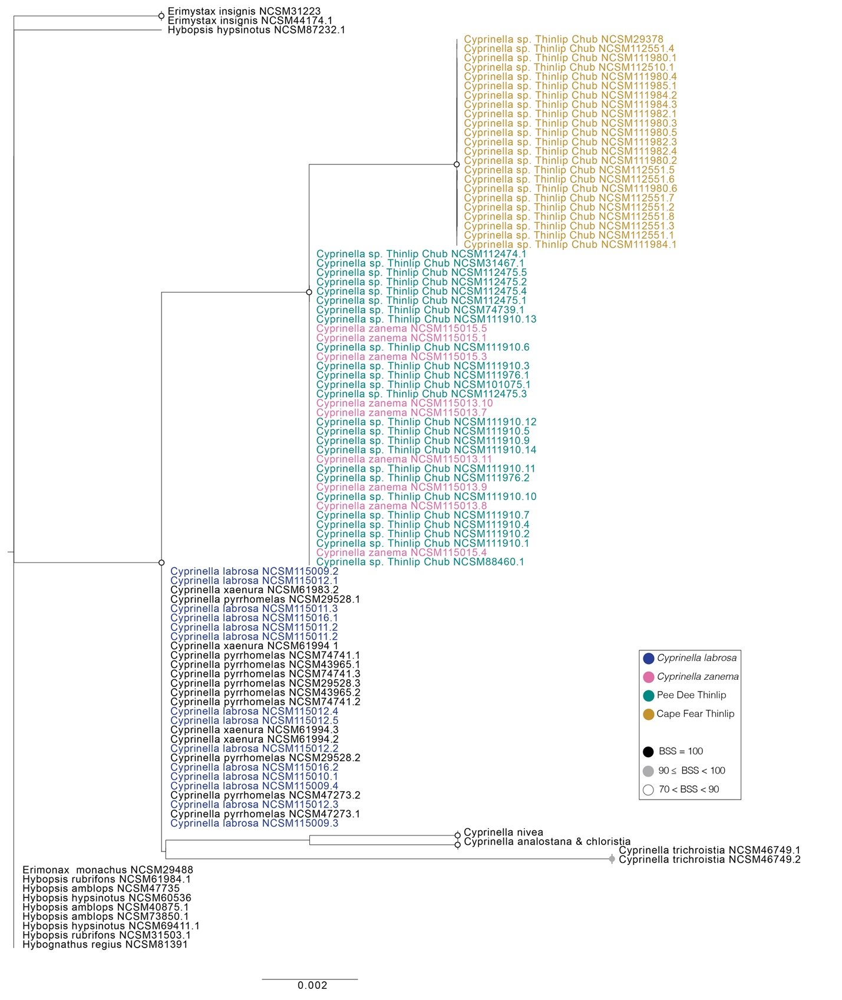 Erimystax insignis NCSM31223
Erimystax insignis NCSM44174.1
Hybopsis hypsinotus NCSM87232.1
Cyprinella sp. Thinlip Chub NCSM29378
Cyprinella sp. Thinlip Chub NCSM112551.4
Cyprinella sp. Thinlip Chub NCSM111980.1
Cyprinella sp. Thinlip Chub NCSM112510.1
Cyprinella sp. Thinlip Chub NCSM111980.4
Cyprinella sp. Thinlip Chub NCSM111985.1
Cyprinella sp. Thinlip Chub NCSM111984.2
Cyprinella sp. Thinlip Chub NCSM111984.3
Cyprinella sp. Thinlip Chub NCSM111982.1
Cyprinella sp. Thinlip Chub NCSM111980.3
Cyprinella sp. Thinlip Chub NCSM111980.5
Cyprinella sp. Thinlip Chub NCSM111982.3
Cyprinella sp. Thinlip Chub NCSM111982.4
Cyprinella sp. Thinlip Chub NCSM111980.2
Cyprinella sp. Thinlip Chub NCSM112551.5
Cyprinella sp. Thinlip Chub NCSM112551.6
Cyprinella sp. Thinlip Chub NCSM111980.6
Cyprinella sp. Thinlip Chub NCSM112551.7
Cyprinella sp. Thinlip Chub NCSM112551.2
Cyprinella sp. Thinlip Chub NCSM112551.8
Cyprinella sp. Thinlip Chub NCSM112551.3
Cyprinella sp. Thinlip Chub NCSM112551.1
Cyprinella sp. Thinlip Chub NCSM111984.1
Cyprinella sp. Thinlip Chub NCSM112474.1
Cyprinella sp. Thinlip Chub NCSM31467.1
Cyprinella sp. Thinlip Chub NCSM112475.5
Cyprinella sp. Thinlip Chub NCSM112475.2
Cyprinella sp. Thinlip Chub NCSM112475.4
Cyprinella sp. Thinlip Chub NCSM112475.1
Cyprinella sp. Thinlip Chub NCSM74739.1
Cyprinella sp. Thinlip Chub NCSM111910.13
Cyprinella zanema NCSM115015.5
Cyprinella zanema NCSM115015.1
Cyprinella sp. Thinlip Chub NCSM111910.6
Cyprinella zanema NCSM115015.3
Cyprinella sp. Thinlip Chub NCSM111910.3
Cyprinella sp. Thinlip Chub NCSM111976.1
Cyprinella sp. Thinlip Chub NCSM101075.1
Cyprinella sp. Thinlip Chub NCSM112475.3
Cyprinella zanema NCSM115013.10
Cyprinella zanema NCSM115013.7
Cyprinella sp. Thinlip Chub NCSM111910.12
Cyprinella sp. Thinlip Chub NCSM111910.5
Cyprinella sp. Thinlip Chub NCSM111910.9
Cyprinella sp. Thinlip Chub NCSM111910.14
Cyprinella zanema NCSM115013.11
Cyprinella sp. Thinlip Chub NCSM111910.11
Cyprinella sp. Thinlip Chub NCSM111976.2
Cyprinella zanema NCSM115013.9
Cyprinella sp. Thinlip Chub NCSM111910.10
Cyprinella zanema NCSM115013.8
Cyprinella sp. Thinlip Chub NCSM111910.7
Cyprinella sp. Thinlip Chub NCSM111910.4
Cyprinella sp. Thinlip Chub NCSM111910.2
Cyprinella sp. Thinlip Chub NCSM111910.1
Cyprinella zanema NCSM115015.4
Cyprinella sp. Thinlip Chub NCSM88460.1
Cyprinella labrosa NCSM115009.2
Cyprinella labrosa NCSM115012.1
Cyprinella xaenura NCSM61983.2
Cyprinella pyrrhomelas NCSM29528.1
Cyprinella labrosa NCSM115011.3
Cyprinella labrosa NCSM115016.1
Cyprinella labrosa NCSM115011.2
Cyprinella labrosa NCSM115011.2
Cyprinella xaenura NCSM61994 1
Cyprinella pyrrhomelas NCSM74741.1
Cyprinella pyrrhomelas NCSM43965.1
Cyprinella pyrrhomelas NCSM74741.3
Cyprinella pyrrhomelas NCSM29528.3
Cyprinella pyrrhomelas NCSM43965.2
Cyprinella pyrrhomelas NCSM74741.2
Cyprinella labrosa NCSM115012.4
Cyprinella labrosa NCSM115012.5
Cyprinella xaenura NCSM61994.3
Cyprinella xaenura NCSM61994.2
Cyprinella labrosa NCSM115012.2
Cyprinella pyrrhomelas NCSM29528.2
Cyprinella labrosa NCSM115016.2
Cyprinella labrosa NCSM115010.1
Cyprinella labrosa NCSM115009.4
Cyprinella pyrrhomelas NCSM47273.2
Cyprinella labrosa NCSM115012.3
Cyprinella pyrrhomelas NCSM47273.1
Cyprinella labrosa NCSM115009.3
Cyprinella nivea
Cyprinella analostana & chloristia
Cyprinella trichroistia NCSM46749.1
Cyprinella trichroistia NCSM46749.2
Erimonax monachus NCSM29488
Hybopsis rubrifons NCSM61984.1
Hybopsis amblops NCSM47735
Hybopsis hypsinotus NCSM60536
Hybopsis amblops NCSM40875.1
Hybopsis amblops NCSM73850.1
Hybopsis hypsinotus NCSM69411.1
Hybopsis rubrifons NCSM31503.1
Hybognathus regius NCSM81391
Cyprinella labrosa
Cyprinella zanema
Pee Dee Thinlip
Cape Fear Thinlip
BSS = 100
90 ≤ BSS < 100
70 < BSS < 90
0.002